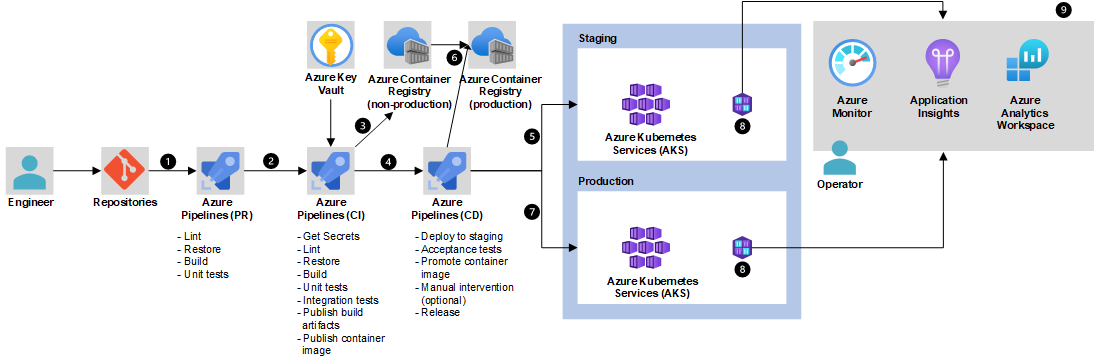 9
Staging
6
Azure Key
Vault
Azure Container
Registry
(non-production)
Azure Container
Registry
(production)
Azure
Monitor
Application
Insights
Azure
Analytics
Workspace
3
5
8
Azure Kubernetes
Services (AKS)
1
2
4
Operator
Engineer
Repositories
Azure
Pipelines (PR)
- Lint
- Restore
- Build
- Unit tests
Azure
Pipelines (CI)
- Get Secrets
- Lint
- Restore
- Build
- Unit tests
- Integration tests
- Publish build
artifacts
- Publish container
image
Azure
Pipelines (CD)
- Deploy to staging
- Acceptance tests
- Promote container
image
- Manual intervention
(optional)
- Release
Production
7
8
Azure Kubernetes
Services (AKS)